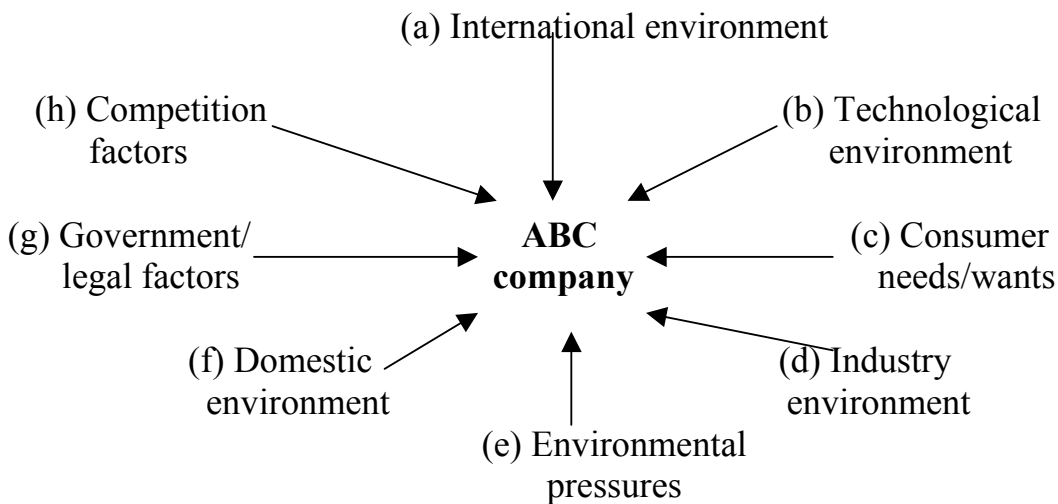 (a) International environment
(h) Competition
factors
(b) Technological
environment
(g) Government/
legal factors
ABC
company
(c) Consumer
needs/wants
(f) Domestic
environment
(d) Industry
environment
(e) Environmental
pressures